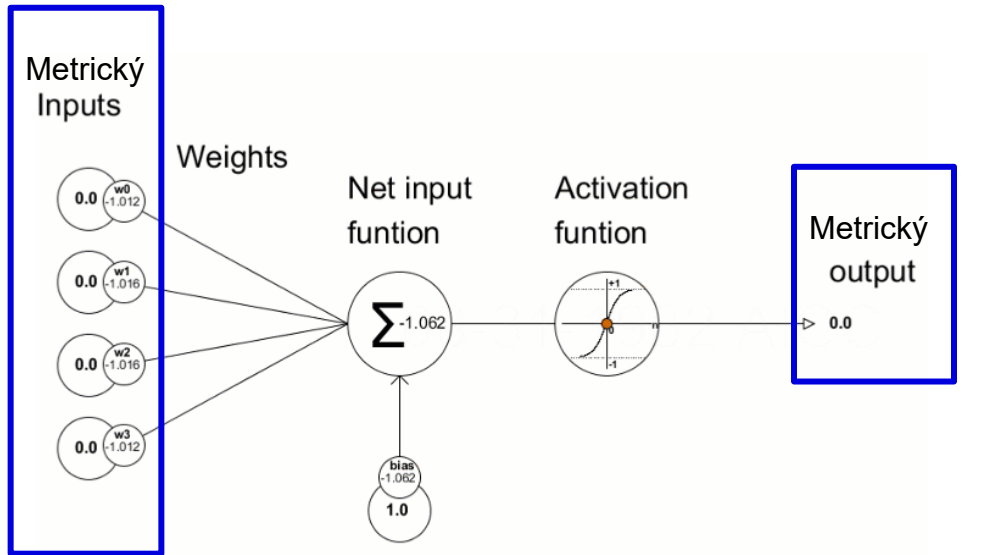 Metrický
Inputs
Weights
Net input
funtion
Activation
funtion
Metrický
output
0.0
w0
-1.012
0.0
w1
-1.016
0.0
w2
-1.016
0.0
w3
-1.012
Σ
-1.062
+1
0
n
-1
0.0
bias
-1.062
1.0